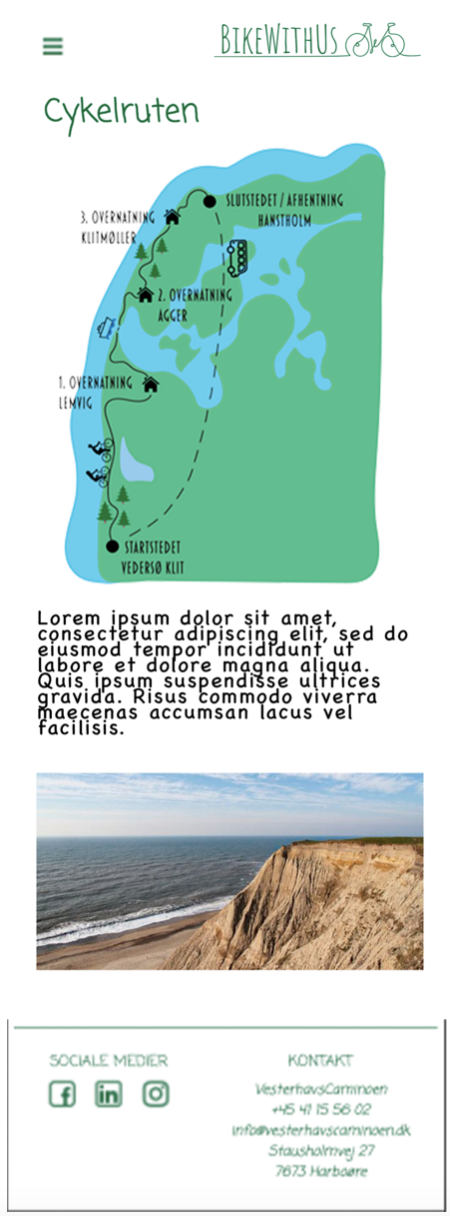 BIKEWITHUS
Cykelruten
SLUTSTEDET / AFHENTNING
HANSTHOLM
3. OVERNATNING
KLITMØLLER
2. OVERNATNING
AGGER
1. OVERNATNING
LEMVIG
STARTSTEDET
VEDERSØ KLIT
Lorem ipsum dolor sit amet,
consectetur adipiscing elit, sed do
eiusmod tempor incididunt ut
labore et dolore magna aliqua.
Quis ipsum suspendisse ultrices
gravida. Risus commodo viverra
maecenas accumsan lacus vel
facilisis.
SOCIALE MEDIER
KONTAKT
VesterhavsCaminoen
+45 41 15 56 02
info@vesterhavscaminoen.dk
Stausholmvej 27
7673 Harboøre